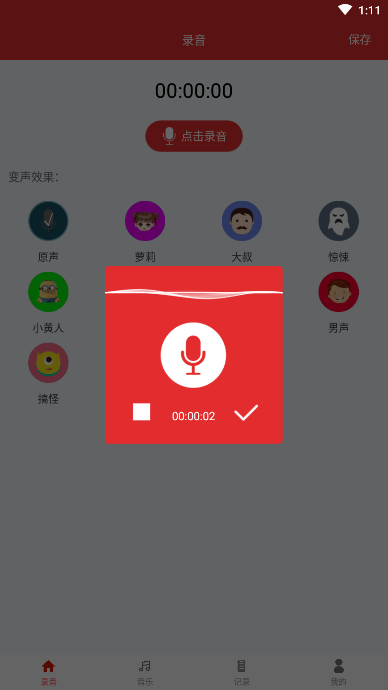 1:11
录音
保存
00:00:00
点击录音
变声效果：
原声
萝莉
大叔
惊悚
小黄人
男声
搞怪
00:00:02
录音
音乐
记录
我的